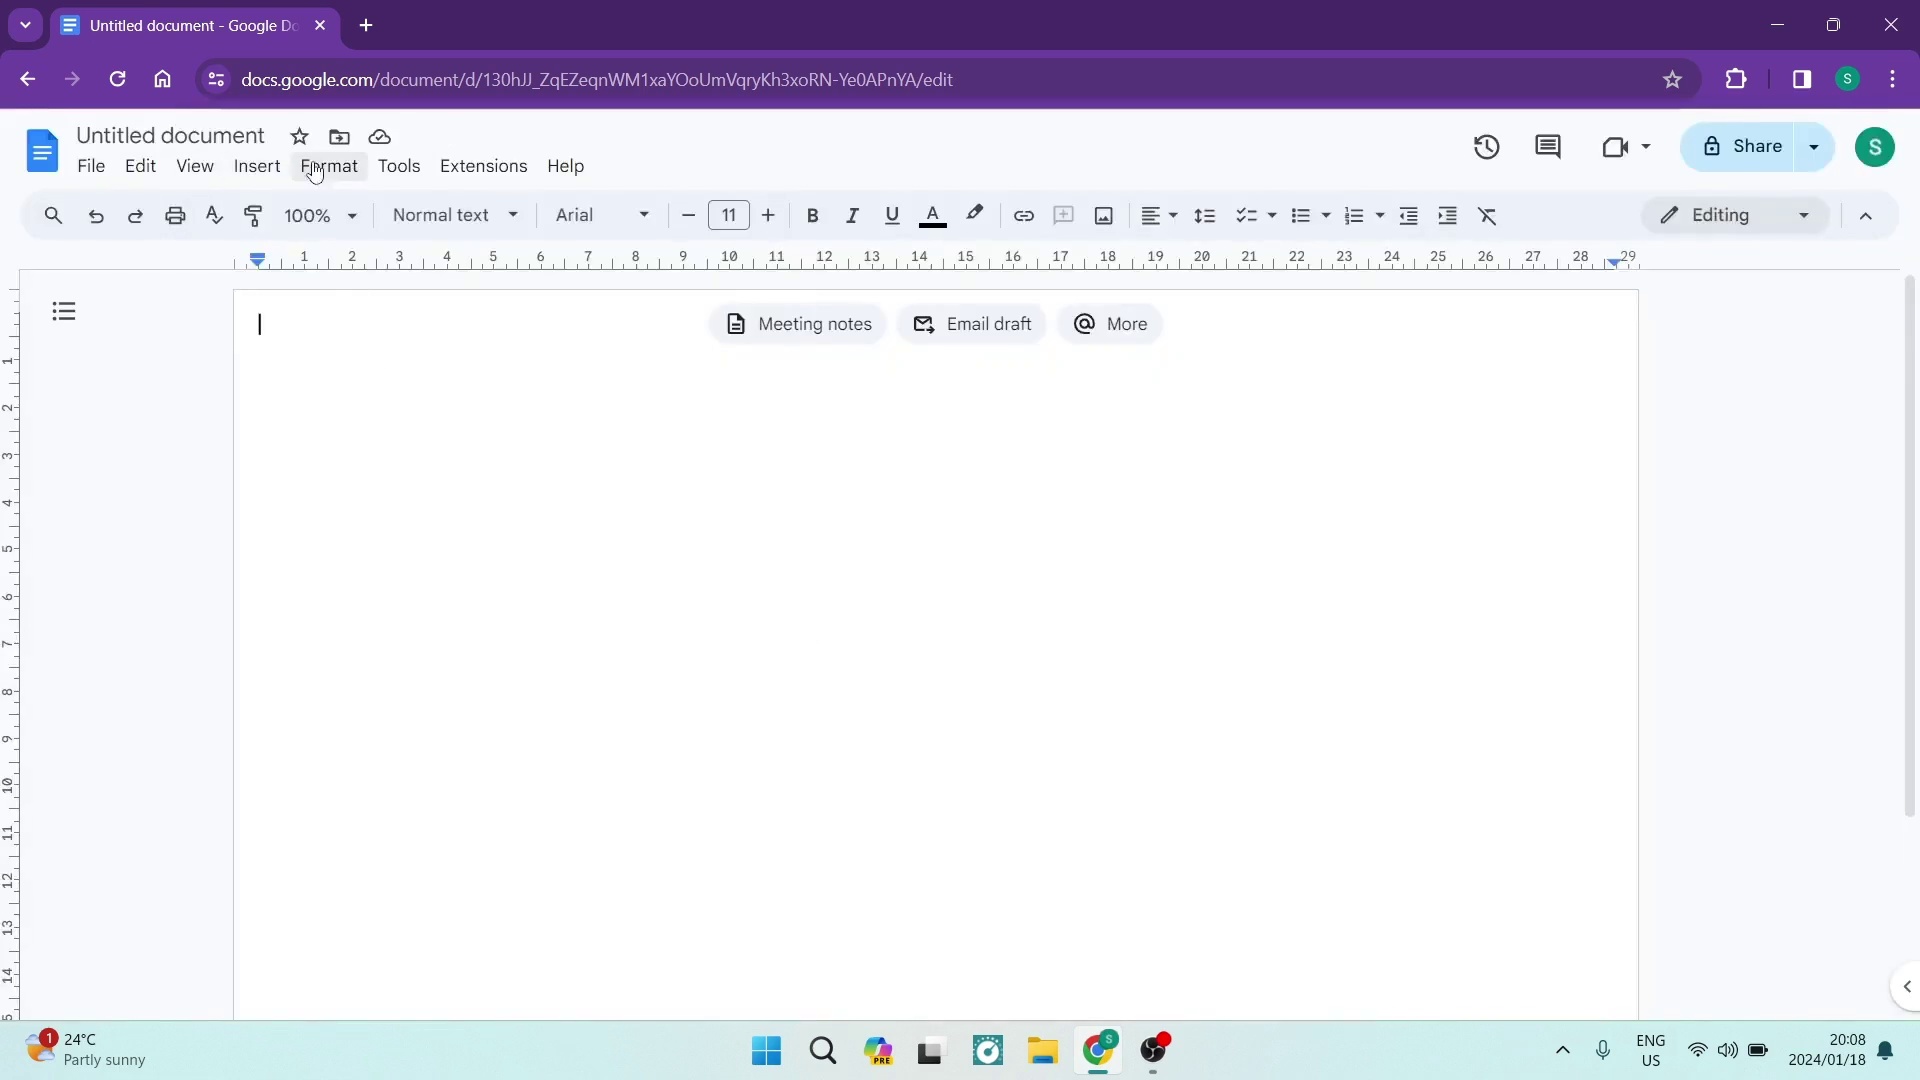 Untitled document - Google Do
docs.google.com/document/d/130hJJ_ZqEZeqnWM1xaYOoUmVqryKh3xoRN-Ye0APnYA/edit
S
Untitled document
File Edit View Insert Format Tools Extensions Help
Share
S
100% Normal text Arial 11 B I U A Editing
1 2 3 4 5 6 7 8 9 10 11 12 13 14 15 16 17 18 19 20 21 22 23 24 25 26 27 28 29
Meeting notes Email draft More
1
2
3
4
5
6
7
8
9
10
11
12
13
14
5
1 24°C
Partly sunny
PRE
S
ENG
US
20:08
2024/01/18